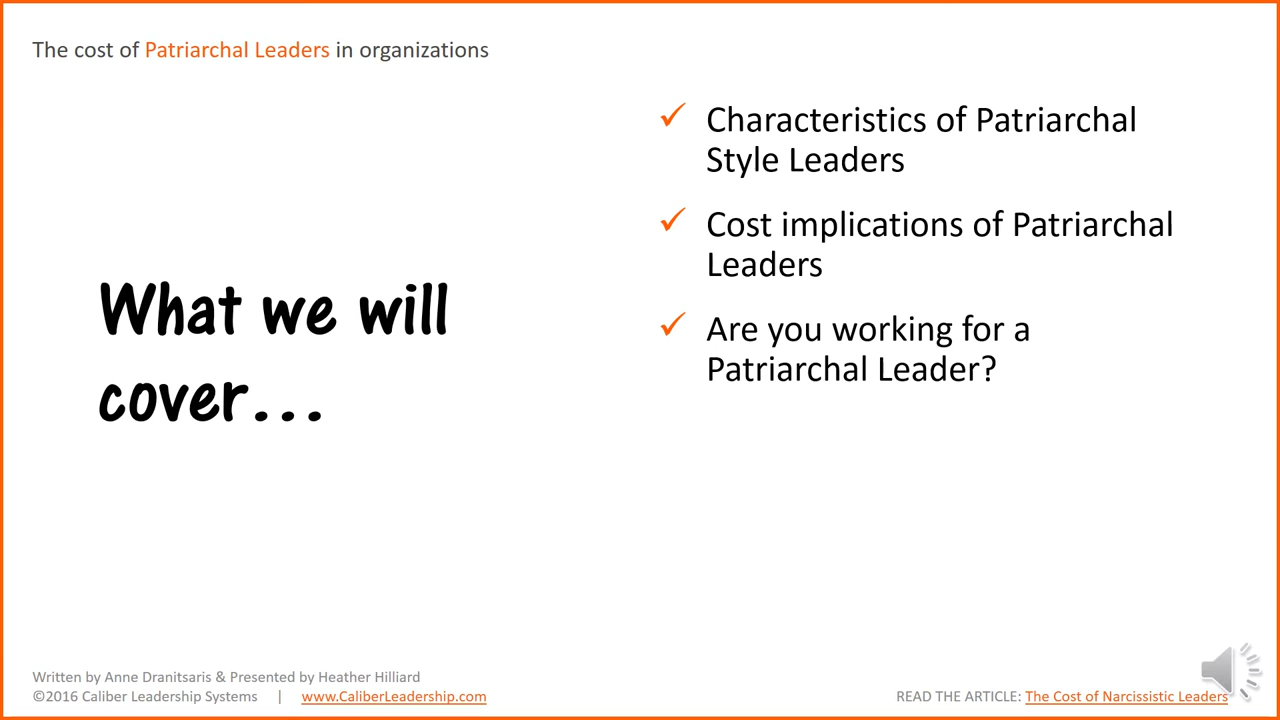 The cost of Patriarchal Leaders in organizations
What we will
cover...
✓ Characteristics of Patriarchal
Style Leaders
✓ Cost implications of Patriarchal
Leaders
✓ Are you working for a
Patriarchal Leader?
Written by Anne Dranitsaris & Presented by Heather Hilliard
©2016 Caliber Leadership Systems | www.CaliberLeadership.com
READ THE ARTICLE: The Cost of Narcissistic Leaders